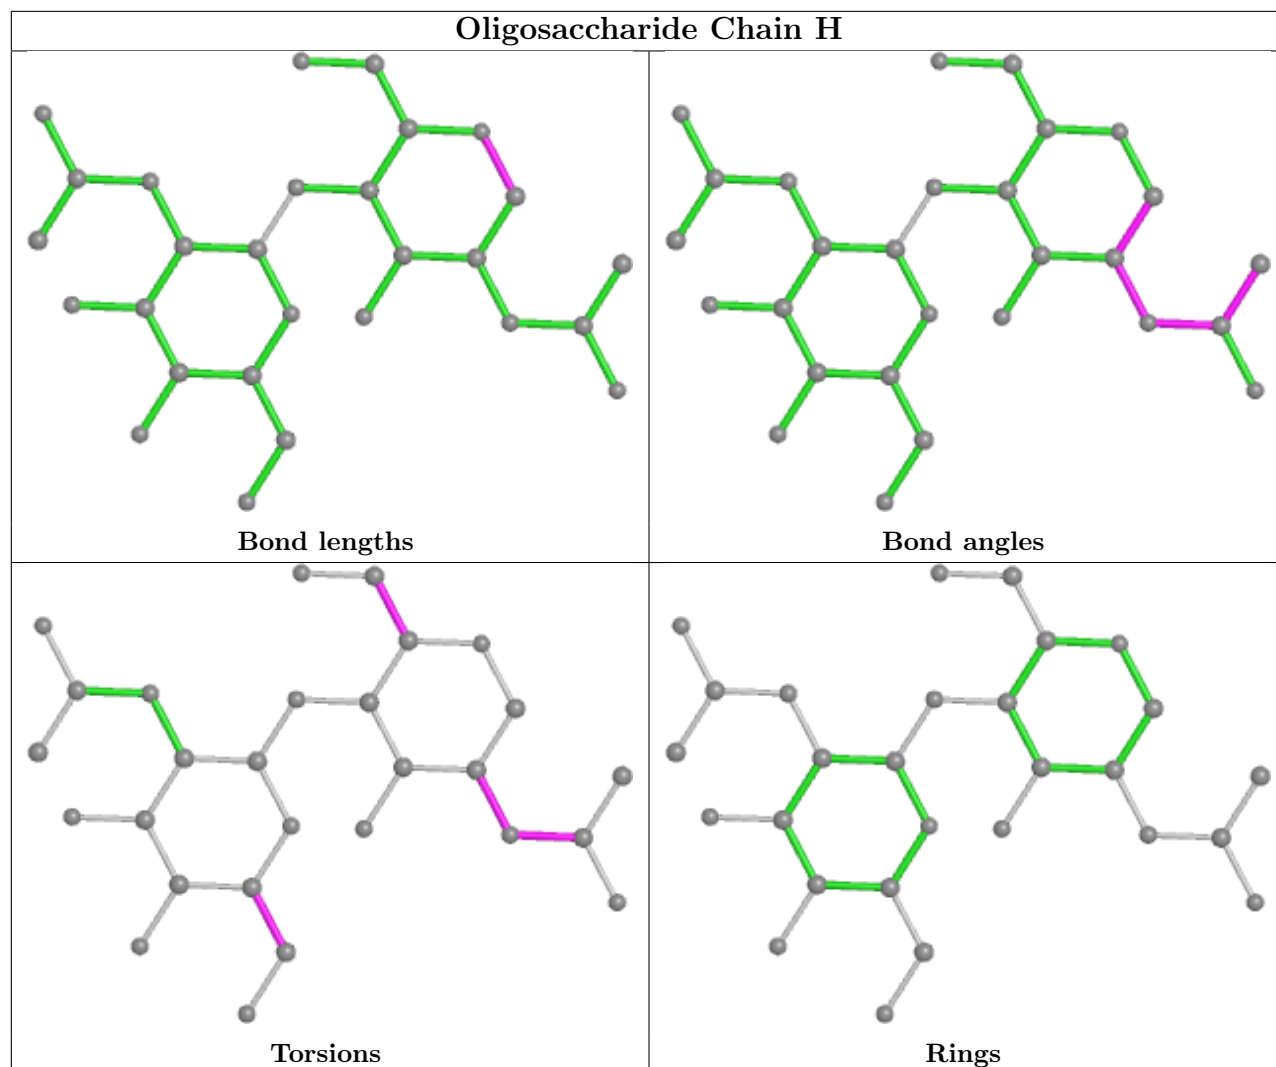 Oligosaccharide Chain H
Bond lengths
Bond angles
Torsions
Rings